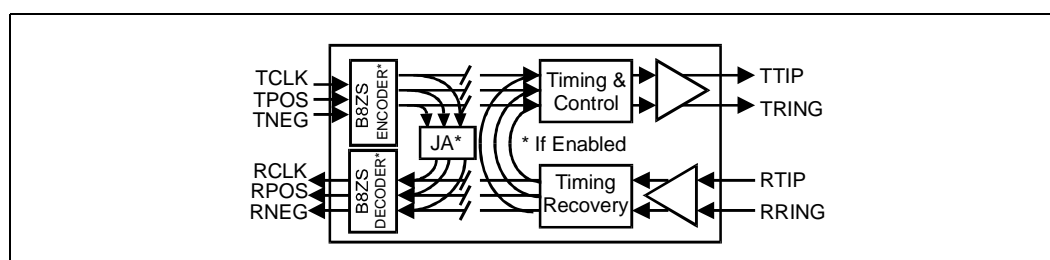 TCLK
TPOS
TNEG
B8ZS
ENCODER*
Timing &
Control
TTIP
TRING
JA*
* If Enabled
RCLK
RPOS
RNEG
B8ZS
DECODER*
Timing
Recovery
RTIP
RRING